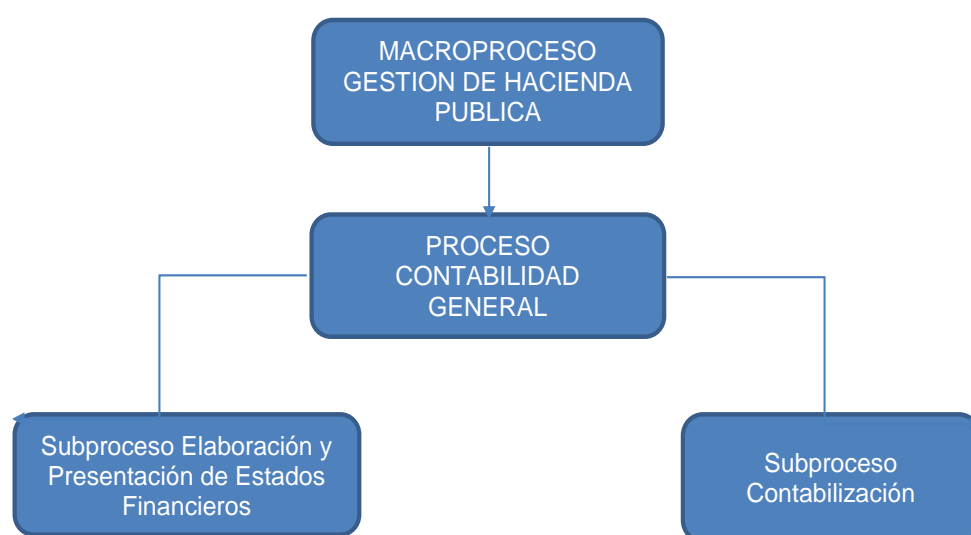 MACROPROCESO
GESTION DE HACIENDA
PUBLICA
PROCESO
CONTABILIDAD
GENERAL
Subproceso Elaboración y
Presentación de Estados
Financieros
Subproceso
Contabilización